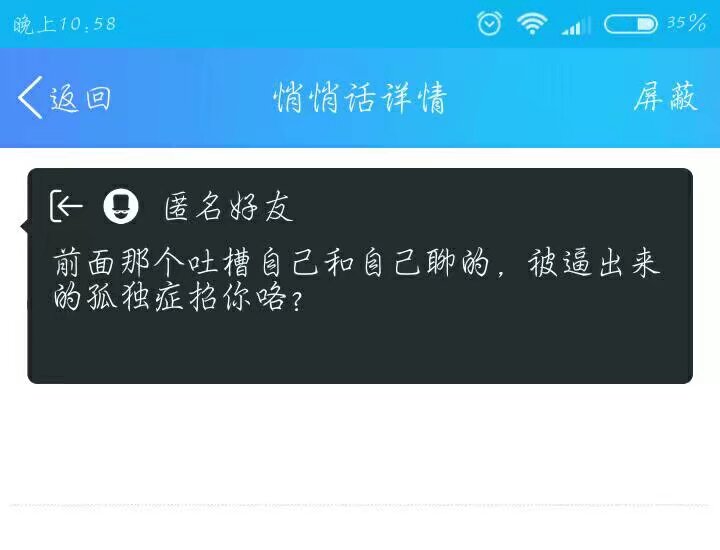 晚上10:58 35%
返回 悄悄话详情 屏蔽
匿名好友
前面那个吐槽自己和自己聊的，被逼出来
的孤独症掐你咯？